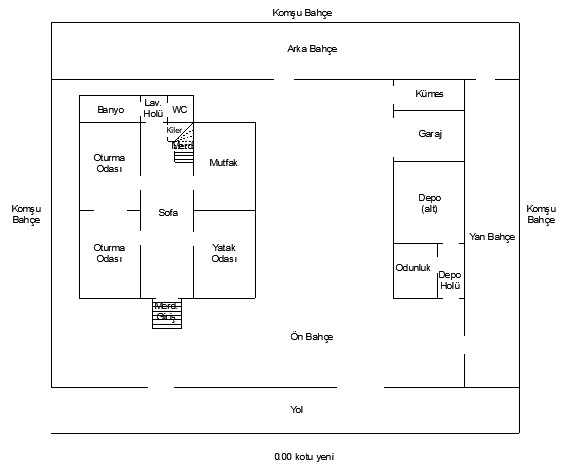 Komşu Bahçe
Arka Bahçe
Kümes
Banyo
Lav.
Holü
WC
Kiler
Merd.
Garaj
Oturma
Odası
Mutfak
Komşu
Bahçe
Sofa
Depo
(alt)
Komşu
Bahçe
Yan Bahçe
Oturma
Odası
Yatak
Odası
Odunluk
Depo
Holü
Merd.
Giriş
Ön Bahçe
Yol
0.00 kotu yeni